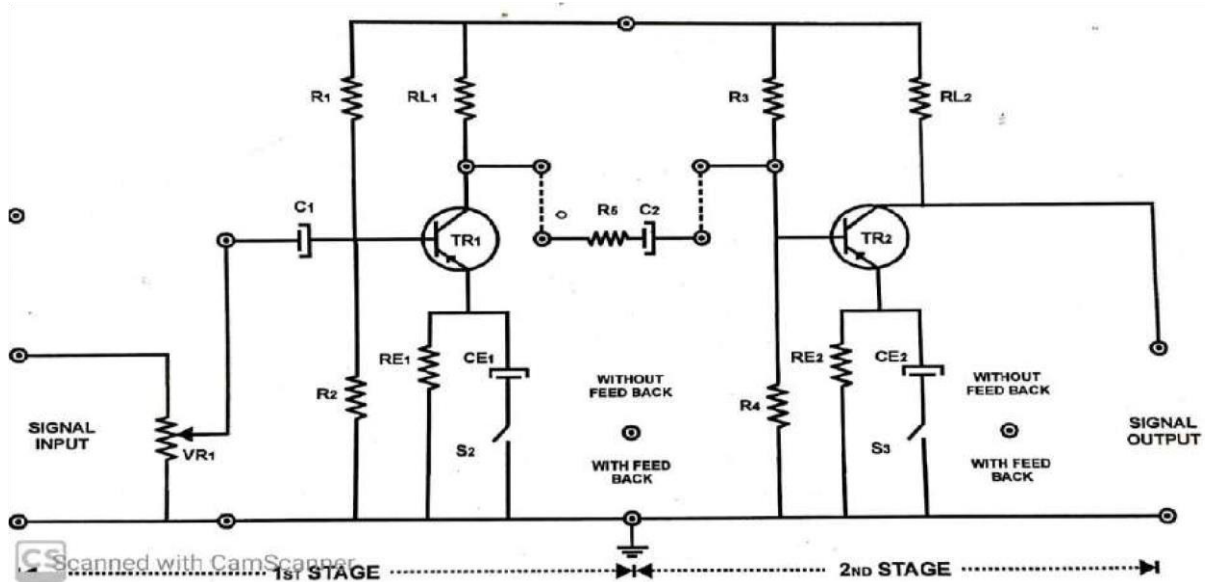 R1
RL1
R3
RL2
C1
R5
C2
TR1
TR2
RE1
CE1
RE2
CE2
WITHOUT
FEED BACK
WITHOUT
FEED BACK
R2
R4
SIGNAL
INPUT
VR1
S2
S3
SIGNAL
OUTPUT
WITH FEED
BACK
WITH FEED
BACK
CS Scanned with CamScanner
1ST STAGE
2ND STAGE